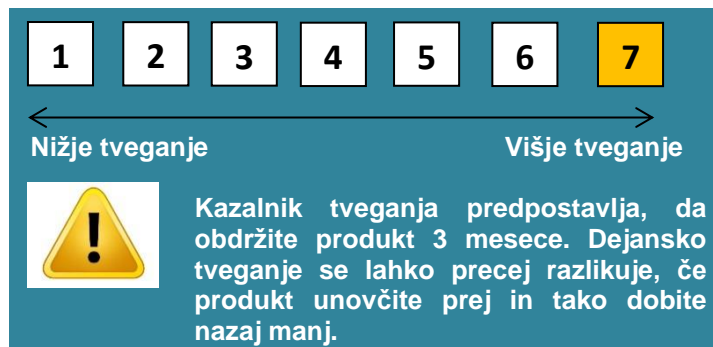 1 2 3 4 5 6 7
Nižje tveganje Višje tveganje
Kazalnik tveganja predpostavlja, da
obdržite produkt 3 mesece. Dejansko
tveganje se lahko precej razlikuje, če
produkt unovčite prej in tako dobite
nazaj manj.